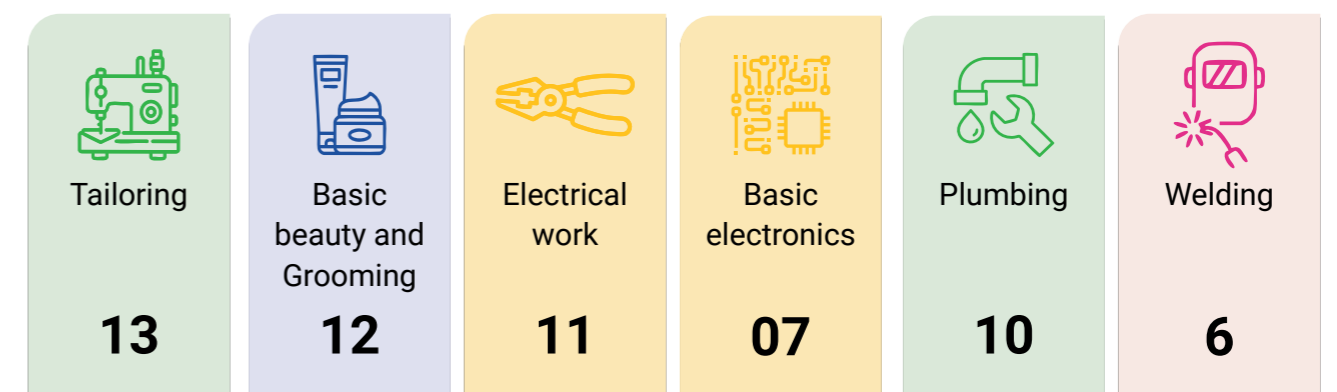 Tailoring
13
Basic
beauty and
Grooming
12
Electrical
work
11
Basic
electronics
07
Plumbing
10
Welding
6